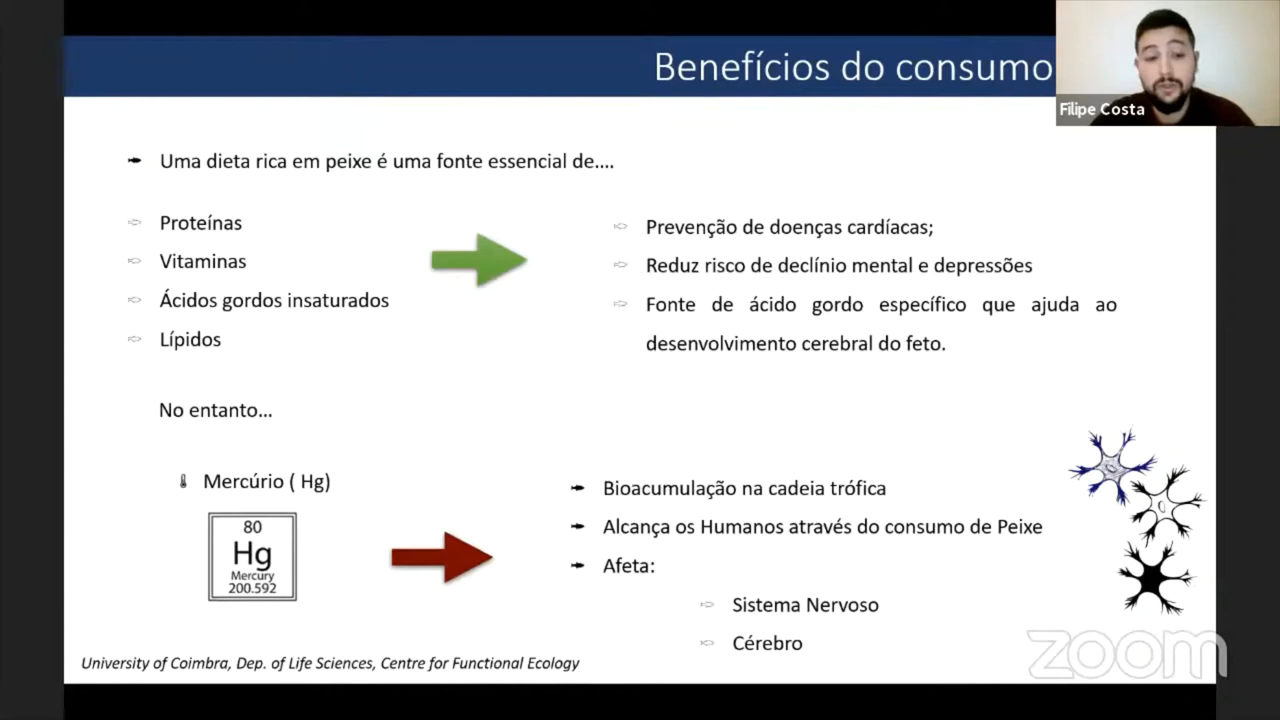 Benefícios do consumo
Filipe Costa
Uma dieta rica em peixe é uma fonte essencial de....
Proteínas
Vitaminas
Ácidos gordos insaturados
Lípidos
Prevenção de doenças cardíacas;
Reduz risco de declínio mental e depressões
Fonte de ácido gordo específico que ajuda ao
desenvolvimento cerebral do feto.
No entanto...
Mercúrio ( Hg)
80
Hg
Mercury
200.592
Bioacumulação na cadeia trófica
Alcança os Humanos através do consumo de Peixe
Afeta:
Sistema Nervoso
Cérebro
University of Coimbra, Dep. of Life Sciences, Centre for Functional Ecology
zoom